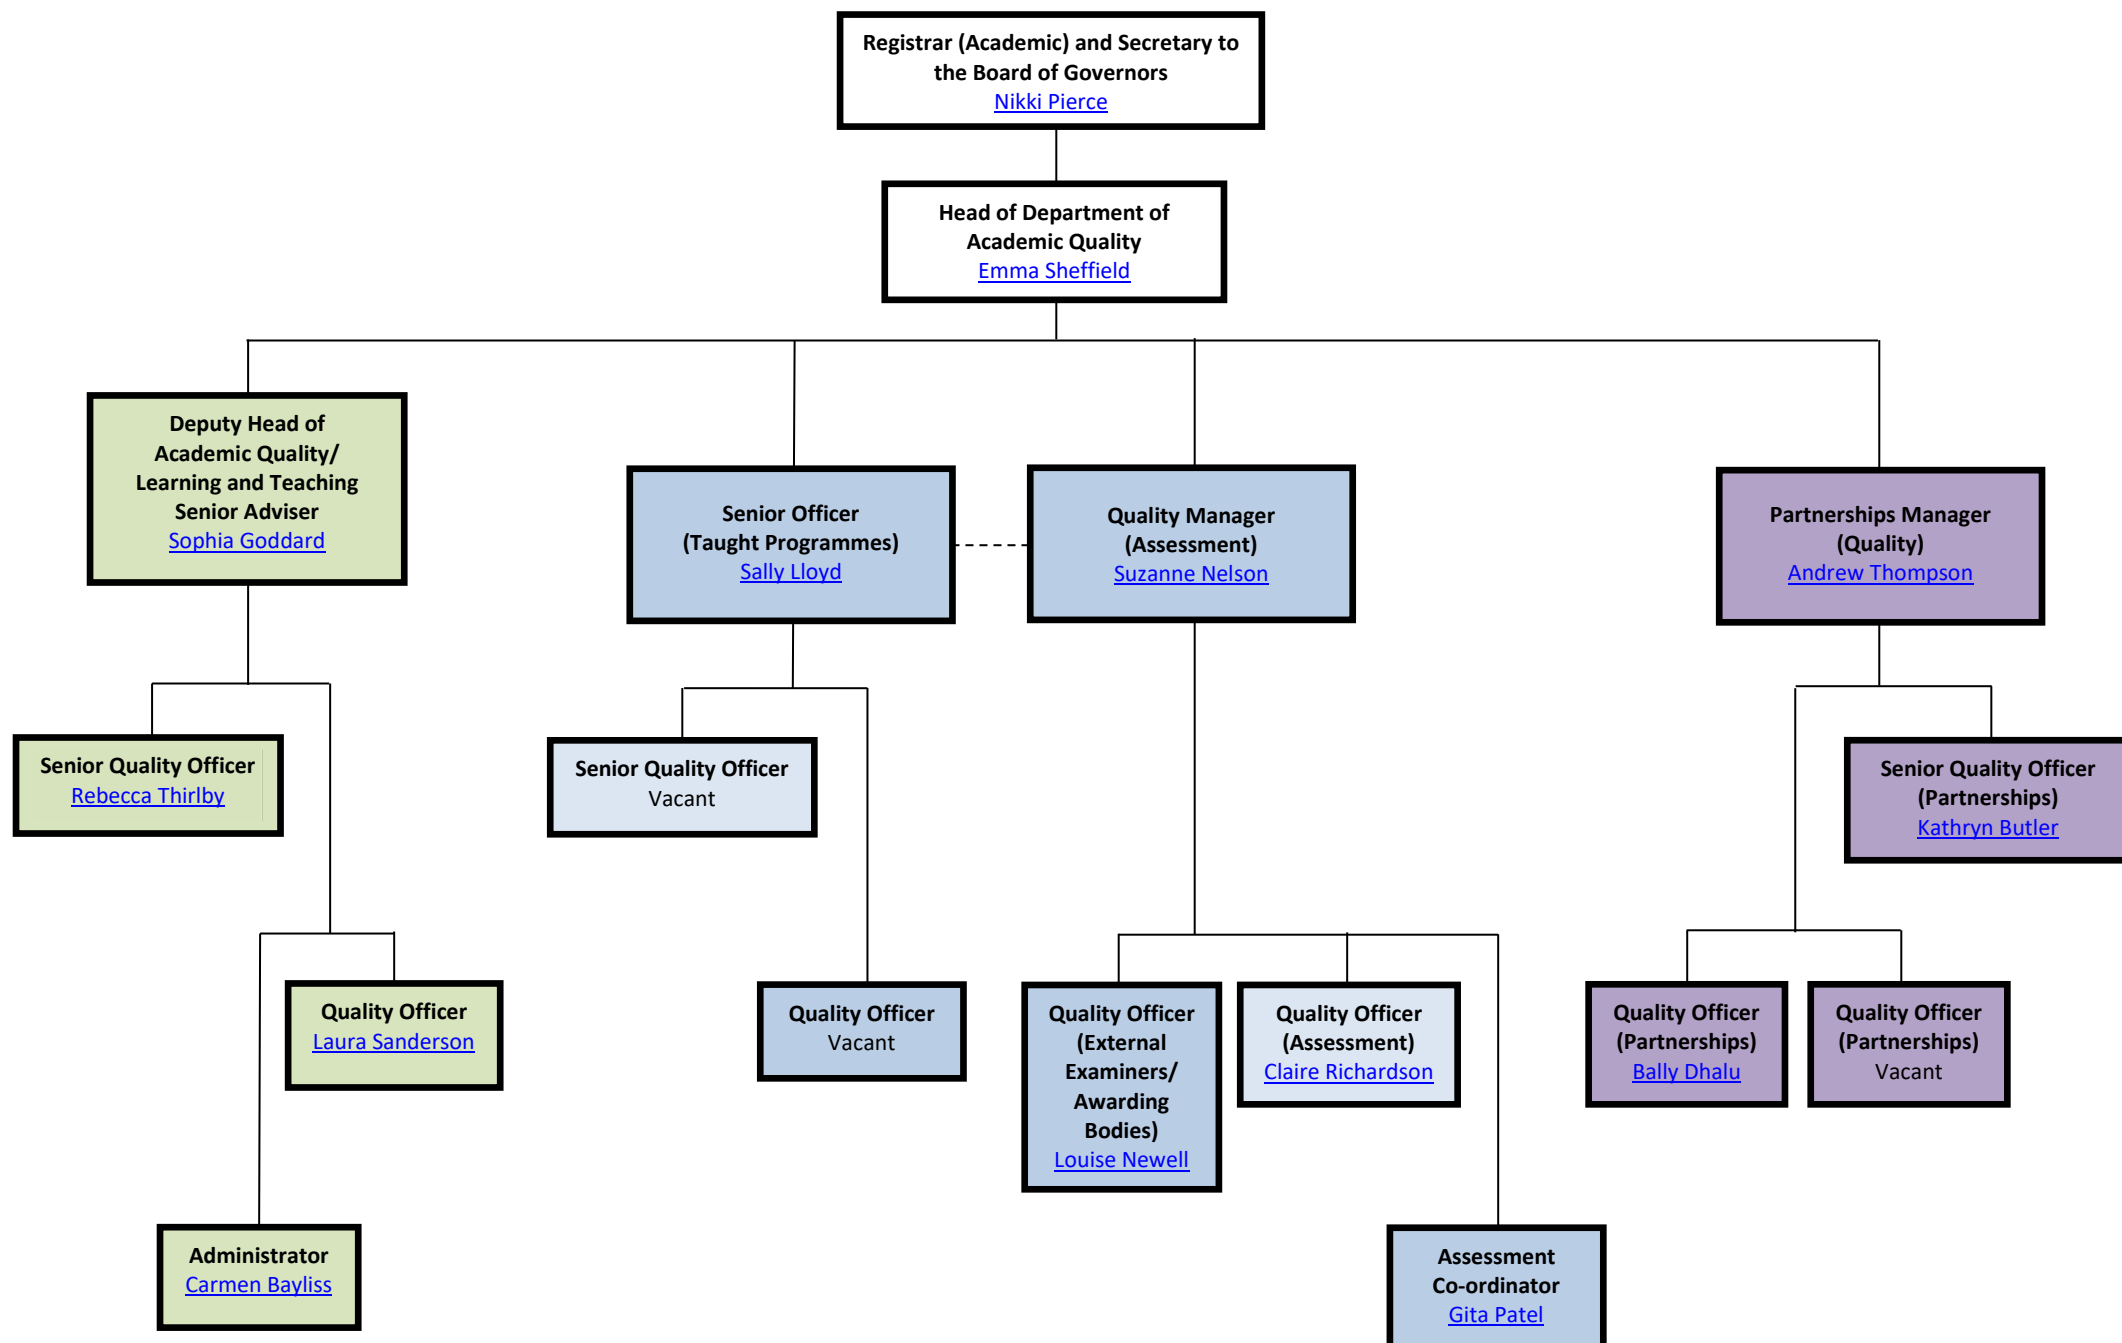 Registrar (Academic) and Secretary to
the Board of Governors
Nikki Pierce
Head of Department of
Academic Quality
Emma Sheffield
Deputy Head of
Academic Quality/
Learning and Teaching
Senior Adviser
Sophia Goddard
Senior Officer
(Taught Programmes)
Sally Lloyd
Quality Manager
(Assessment)
Suzanne Nelson
Partnerships Manager
(Quality)
Andrew Thompson
Senior Quality Officer
Rebecca Thirlby
Senior Quality Officer
Vacant
Senior Quality Officer
(Partnerships)
Kathryn Butler
Quality Officer
Laura Sanderson
Quality Officer
Vacant
Quality Officer
(External
Examiners/
Awarding
Bodies)
Louise Newell
Quality Officer
(Assessment)
Claire Richardson
Quality Officer
(Partnerships)
Bally Dhalu
Quality Officer
(Partnerships)
Vacant
Administrator
Carmen Bayliss
Assessment
Co-ordinator
Gita Patel